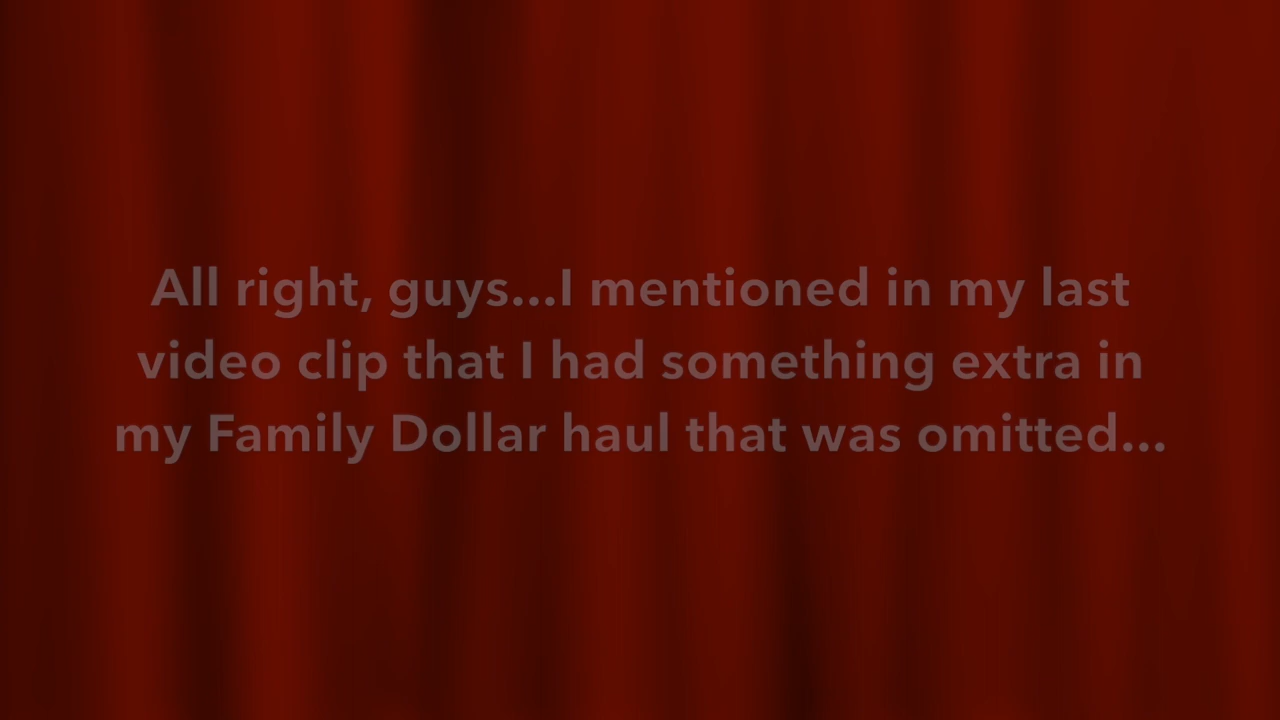 All right, guys...I mentioned in my last
video clip that I had something extra in
my Family Dollar haul that was omitted...